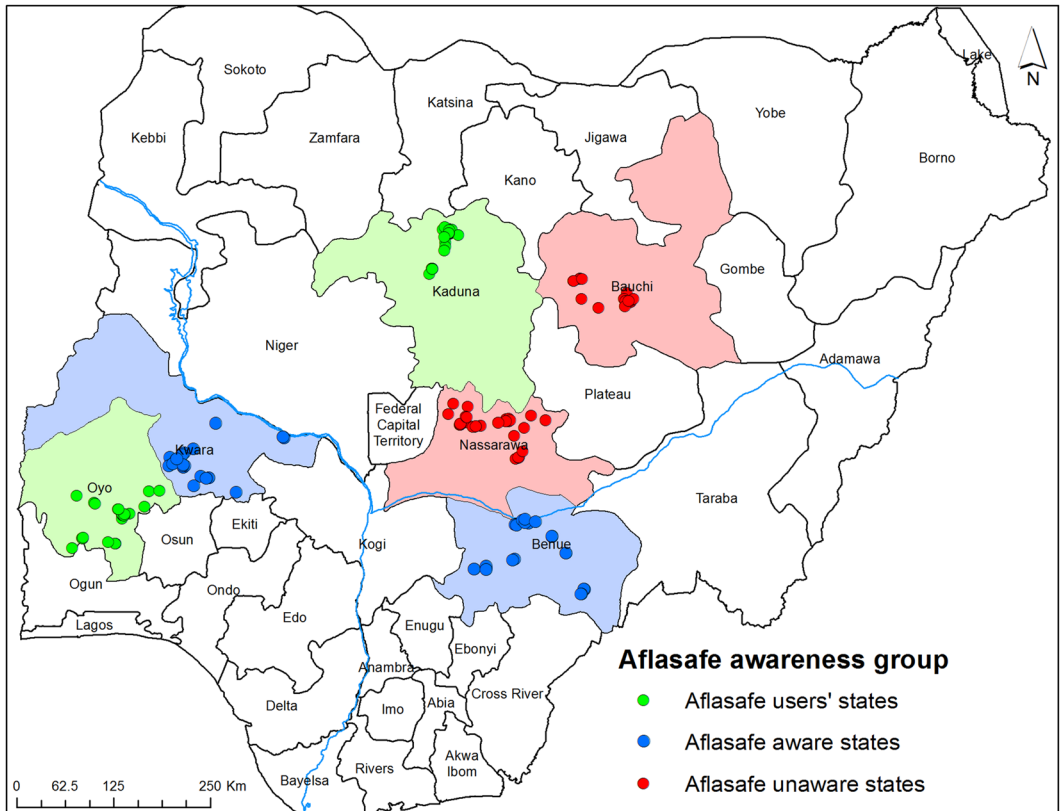 Lake
N
Sokoto
Katsina
Yobe
Kebbi
Zamfara
Jigawa
Borno
Kano
Gombe
Kaduna
Bauchi
Niger
Adamawa
Plateau
Federal
Capital
Territory
Nassarawa
Kwara
Oyo
Taraba
Ekiti
Osun
Kogi
Benue
Ogun
Ondo
Lagos
Edo
Enugu
Ebonyi
Anambra
Cross River
Delta
Imo
Abia
Akwa
Ibom
Rivers
Bayelsa
Aflasafe awareness group
Aflasafe users' states
Aflasafe aware states
Aflasafe unaware states
0 62.5 125 250 Km